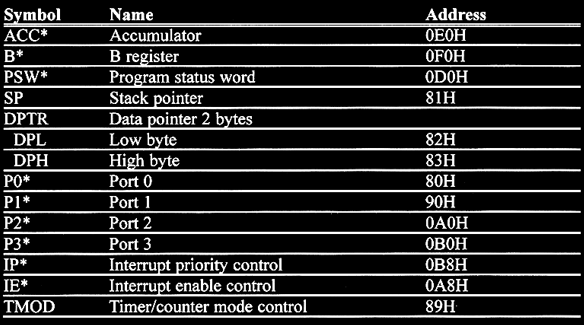 Symbol Name Address
ACC* Accumulator 0E0H
B* B register 0F0H
PSW* Program status word 0D0H
SP Stack pointer 81H
DPTR Data pointer 2 bytes
DPL Low byte 82H
DPH High byte 83H
P0* Port 0 80H
P1* Port 1 90H
P2* Port 2 0A0H
P3* Port 3 0B0H
IP* Interrupt priority control 0B8H
IE* Interrupt enable control 0A8H
TMOD Timer/counter mode control 89H